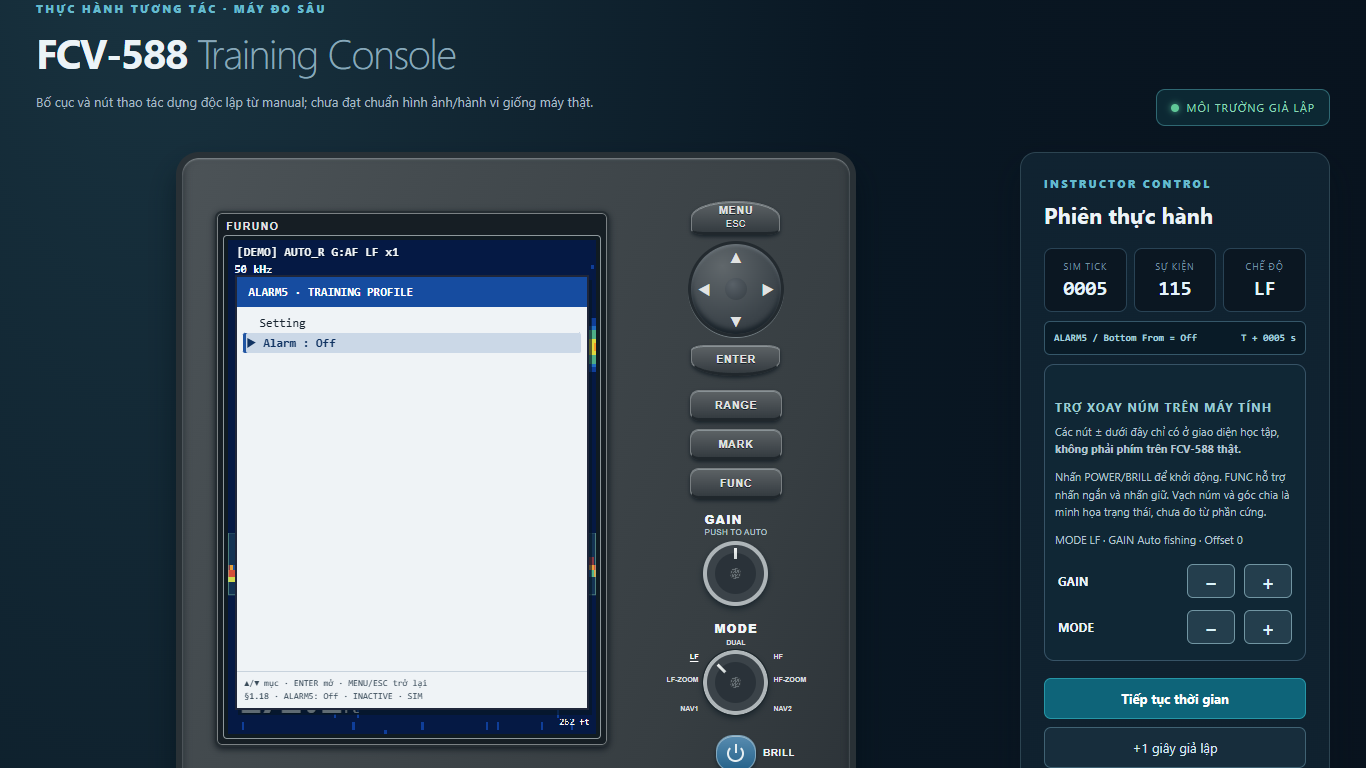 THỰC HÀNH TƯƠNG TÁC · MÁY ĐO SÂU
FCV-588 Training Console
Bố cục và nút thao tác dựng độc lập từ manual; chưa đạt chuẩn hình ảnh/hành vi giống máy thật.
MÔI TRƯỜNG GIẢ LẬP
FURUNO
[DEMO] AUTO_R G:AF LF x1
50 kHz
ALARM5 · TRAINING PROFILE
Setting
▶ Alarm : Off
▲/▼ mục · ENTER mở · MENU/ESC trở lại
§1.18 · ALARM5: Off · INACTIVE · SIM
262 ft
MENU
ESC
ENTER
RANGE
MARK
FUNC
GAIN
PUSH TO AUTO
MODE
DUAL
LF
HF
LF-ZOOM
HF-ZOOM
NAV1
NAV2
BRILL
INSTRUCTOR CONTROL
Phiên thực hành
SIM TICK
0005
SỰ KIỆN
115
CHẾ ĐỘ
LF
ALARM5 / Bottom From = Off
T + 0005 s
TRỢ XOAY NÚM TRÊN MÁY TÍNH
Các nút ± dưới đây chỉ có ở giao diện học tập,
không phải phím trên FCV-588 thật.
Nhấn POWER/BRILL để khởi động. FUNC hỗ trợ
nhấn ngắn và nhấn giữ. Vạch núm và góc chia là
minh họa trạng thái, chưa đo từ phần cứng.
MODE LF · GAIN Auto fishing · Offset 0
GAIN
−
+
MODE
−
+
Tiếp tục thời gian
+1 giây giả lập